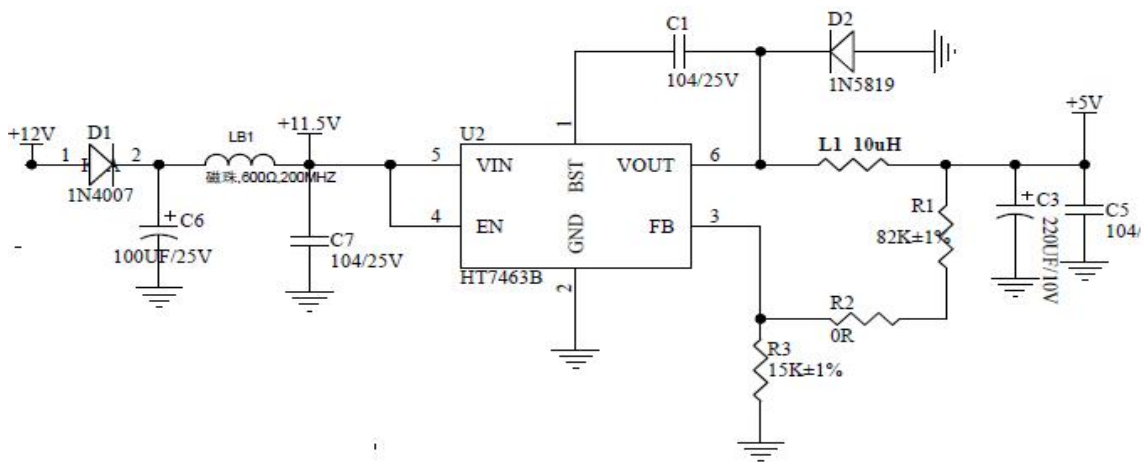 C1
104/25V
D2
1N5819
+12V
1
D1
2
1N4007
LB1
磁珠,600Ω,200MHZ
+11.5V
C6
100UF/25V
C7
104/25V
U2
1
5
VIN
BST
VOUT
6
4
EN
GND
FB
3
HT7463B
2
L1 10uH
+5V
R1
82K±1%
C3
220UF/10V
C5
104/
R2
0R
R3
15K±1%